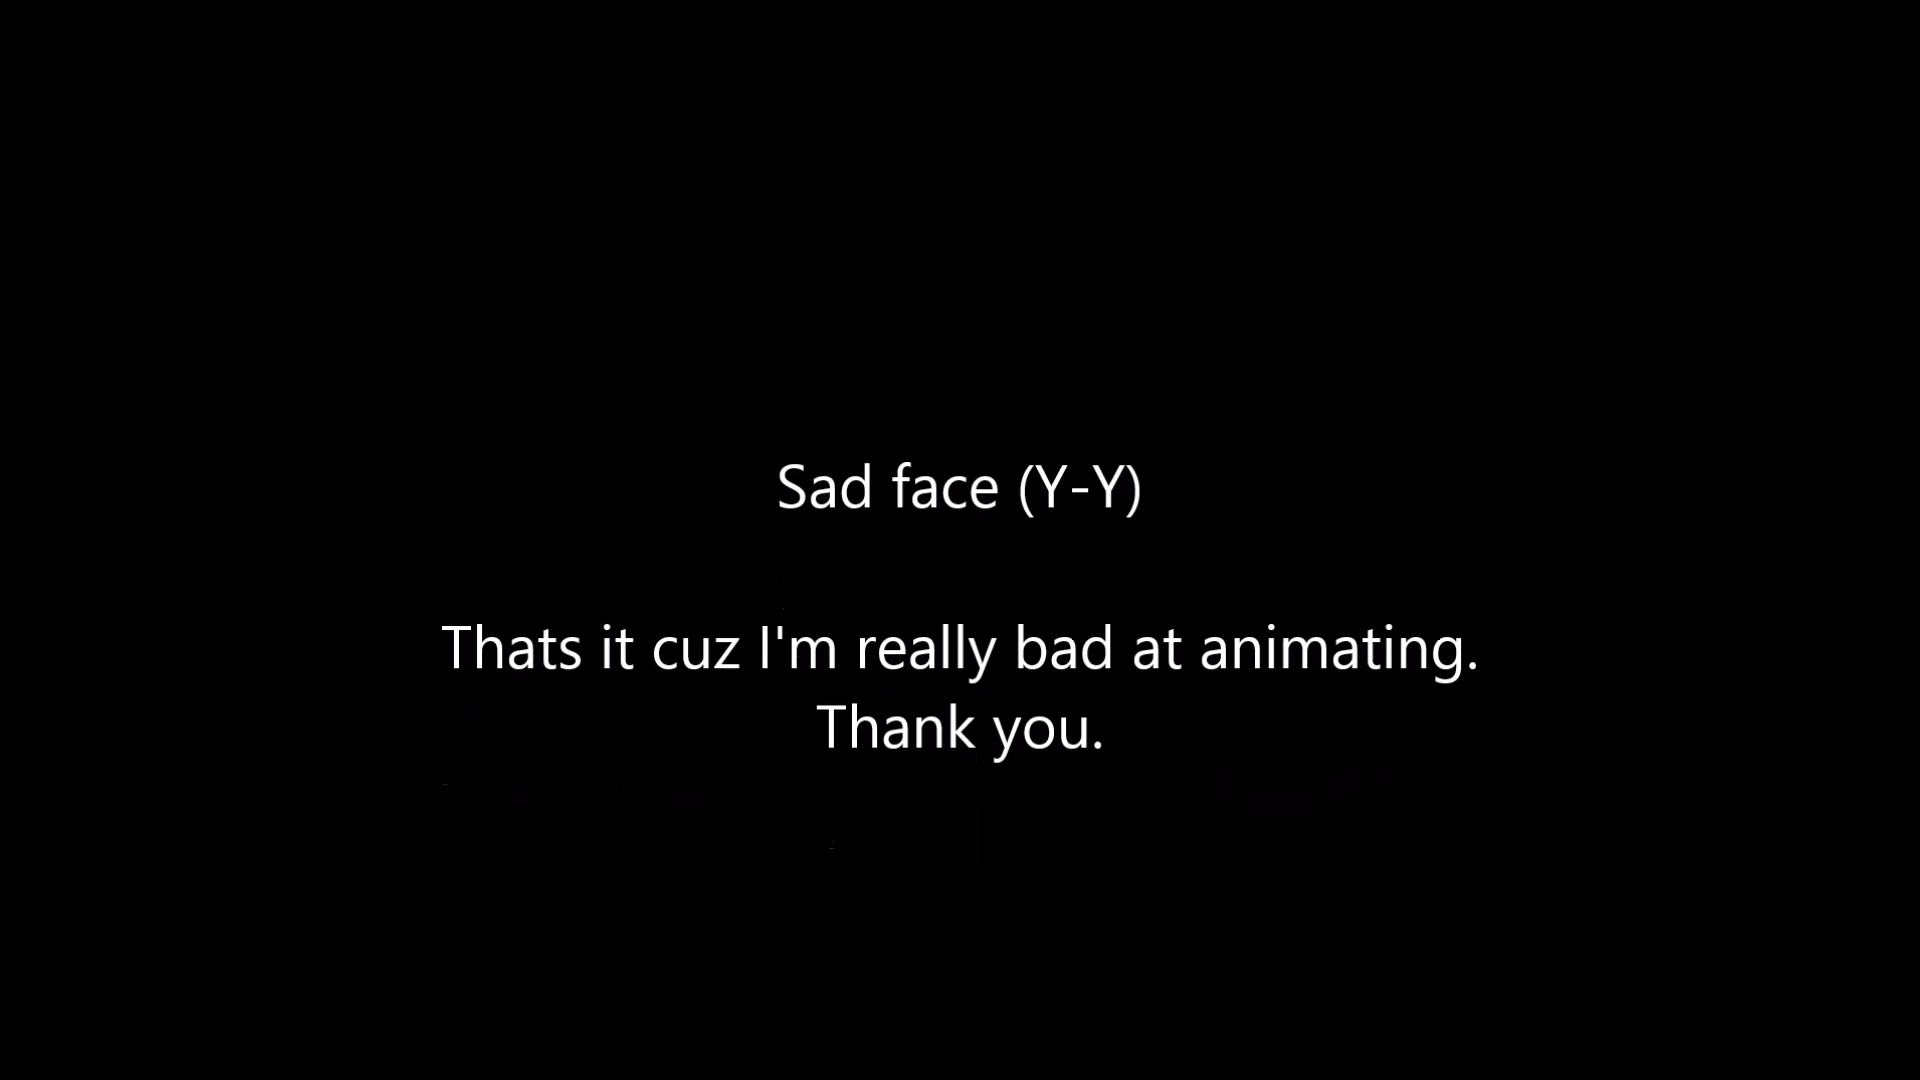 Sad face (Y-Y)
Thats it cuz I'm really bad at animating.
Thank you.